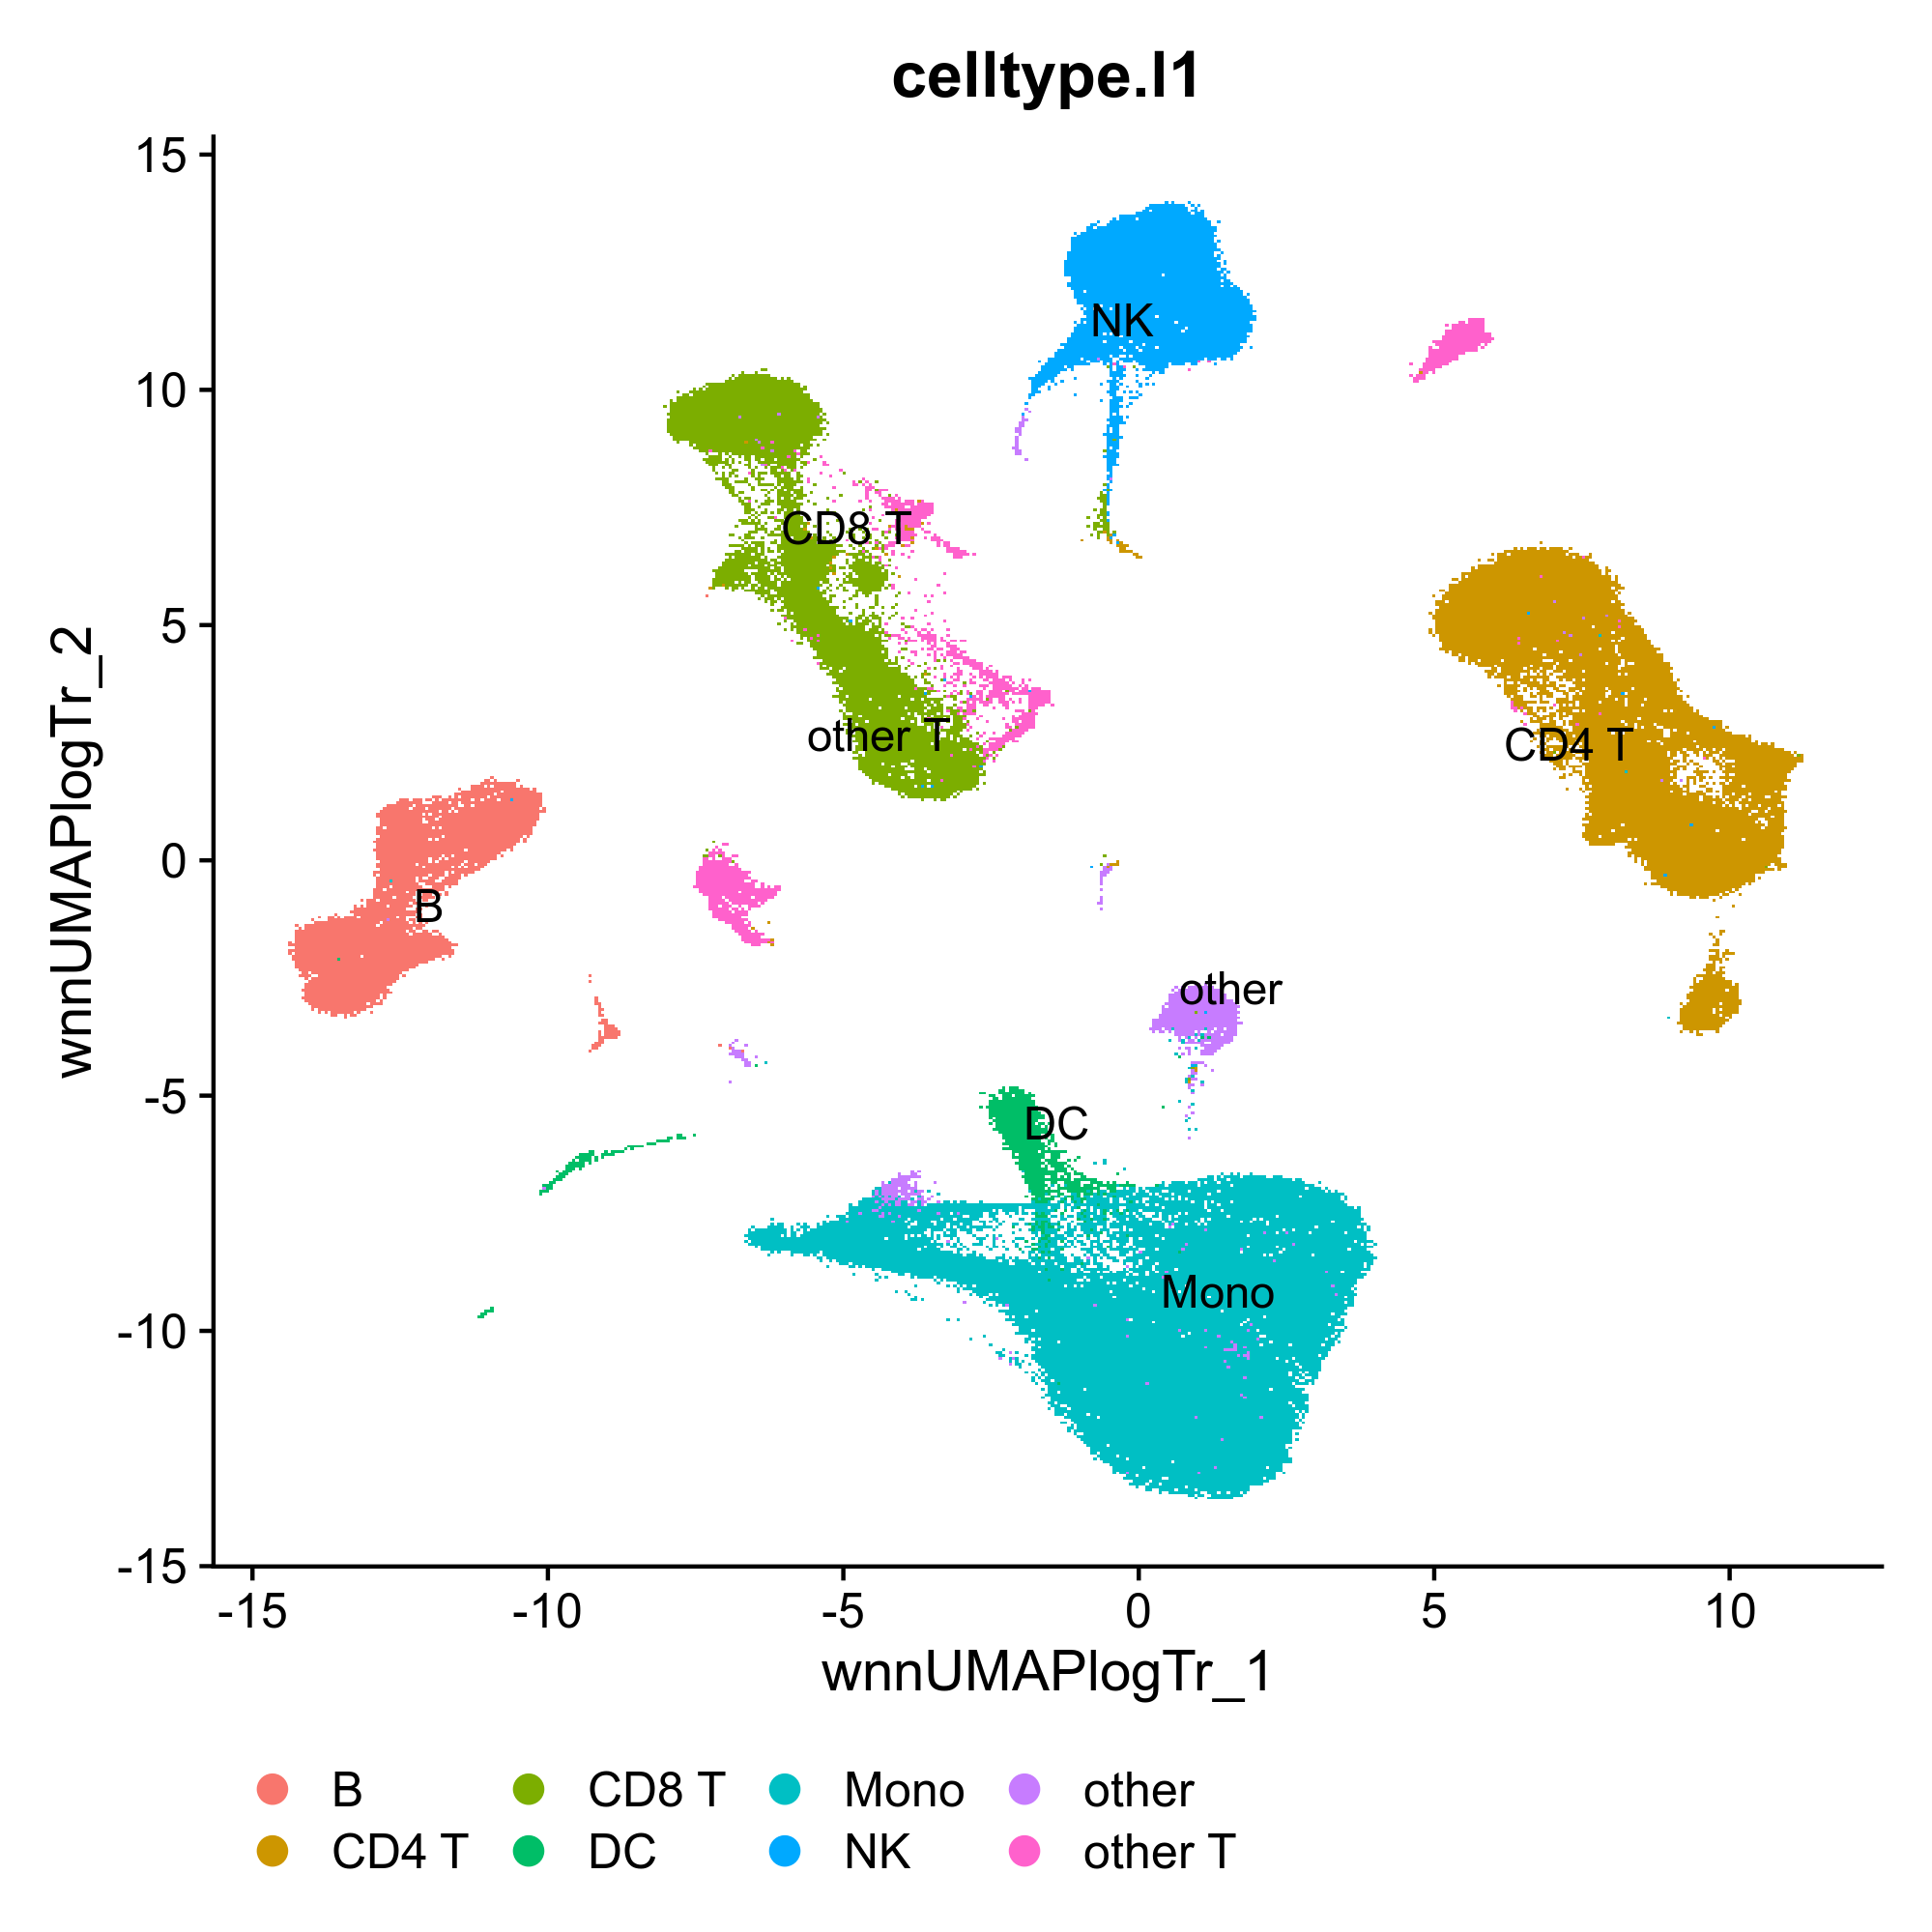 celltype.l1
15
10
5
0
-5
-10
-15
wnnUMAPlogTr_2
NK
CD8 T
other T
CD4 T
B
other
DC
Mono
-15 -10 -5 0 5 10
wnnUMAPlogTr_1
B CD8 T Mono other
CD4 T DC NK other T